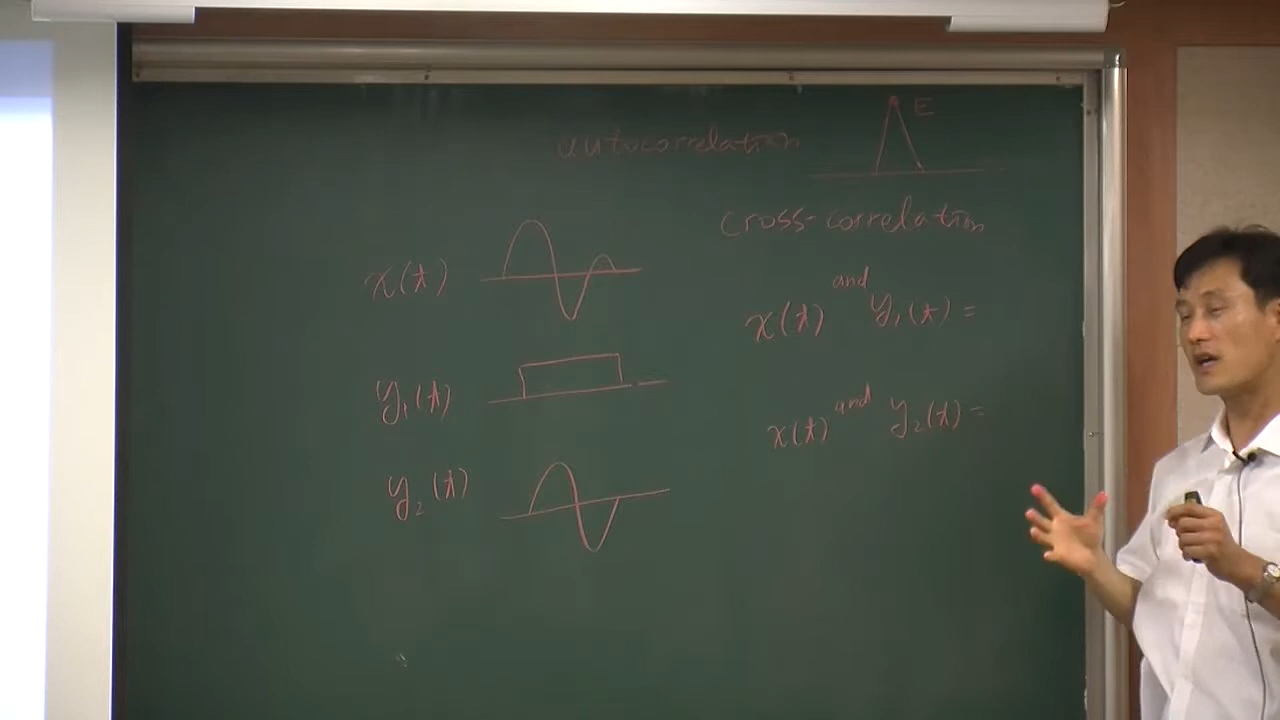 autocorrelation E
cross-correlation
x(t)
x(t) and y₁(t) =
y₁(t)
x(t) and y₂(t) =
y₂(t)